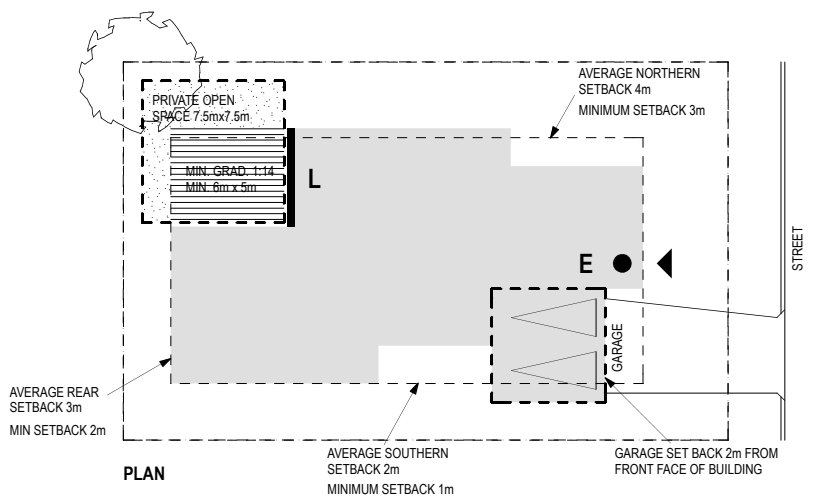 AVERAGE NORTHERN
SETBACK 4m
MINIMUM SETBACK 3m
PRIVATE OPEN
SPACE 7.5mx7.5m
MIN. GRAD. 1:14
MIN. 6m x 5m
L
E
STREET
GARAGE
AVERAGE REAR
SETBACK 3m
MIN SETBACK 2m
AVERAGE SOUTHERN
SETBACK 2m
MINIMUM SETBACK 1m
GARAGE SET BACK 2m FROM
FRONT FACE OF BUILDING
PLAN